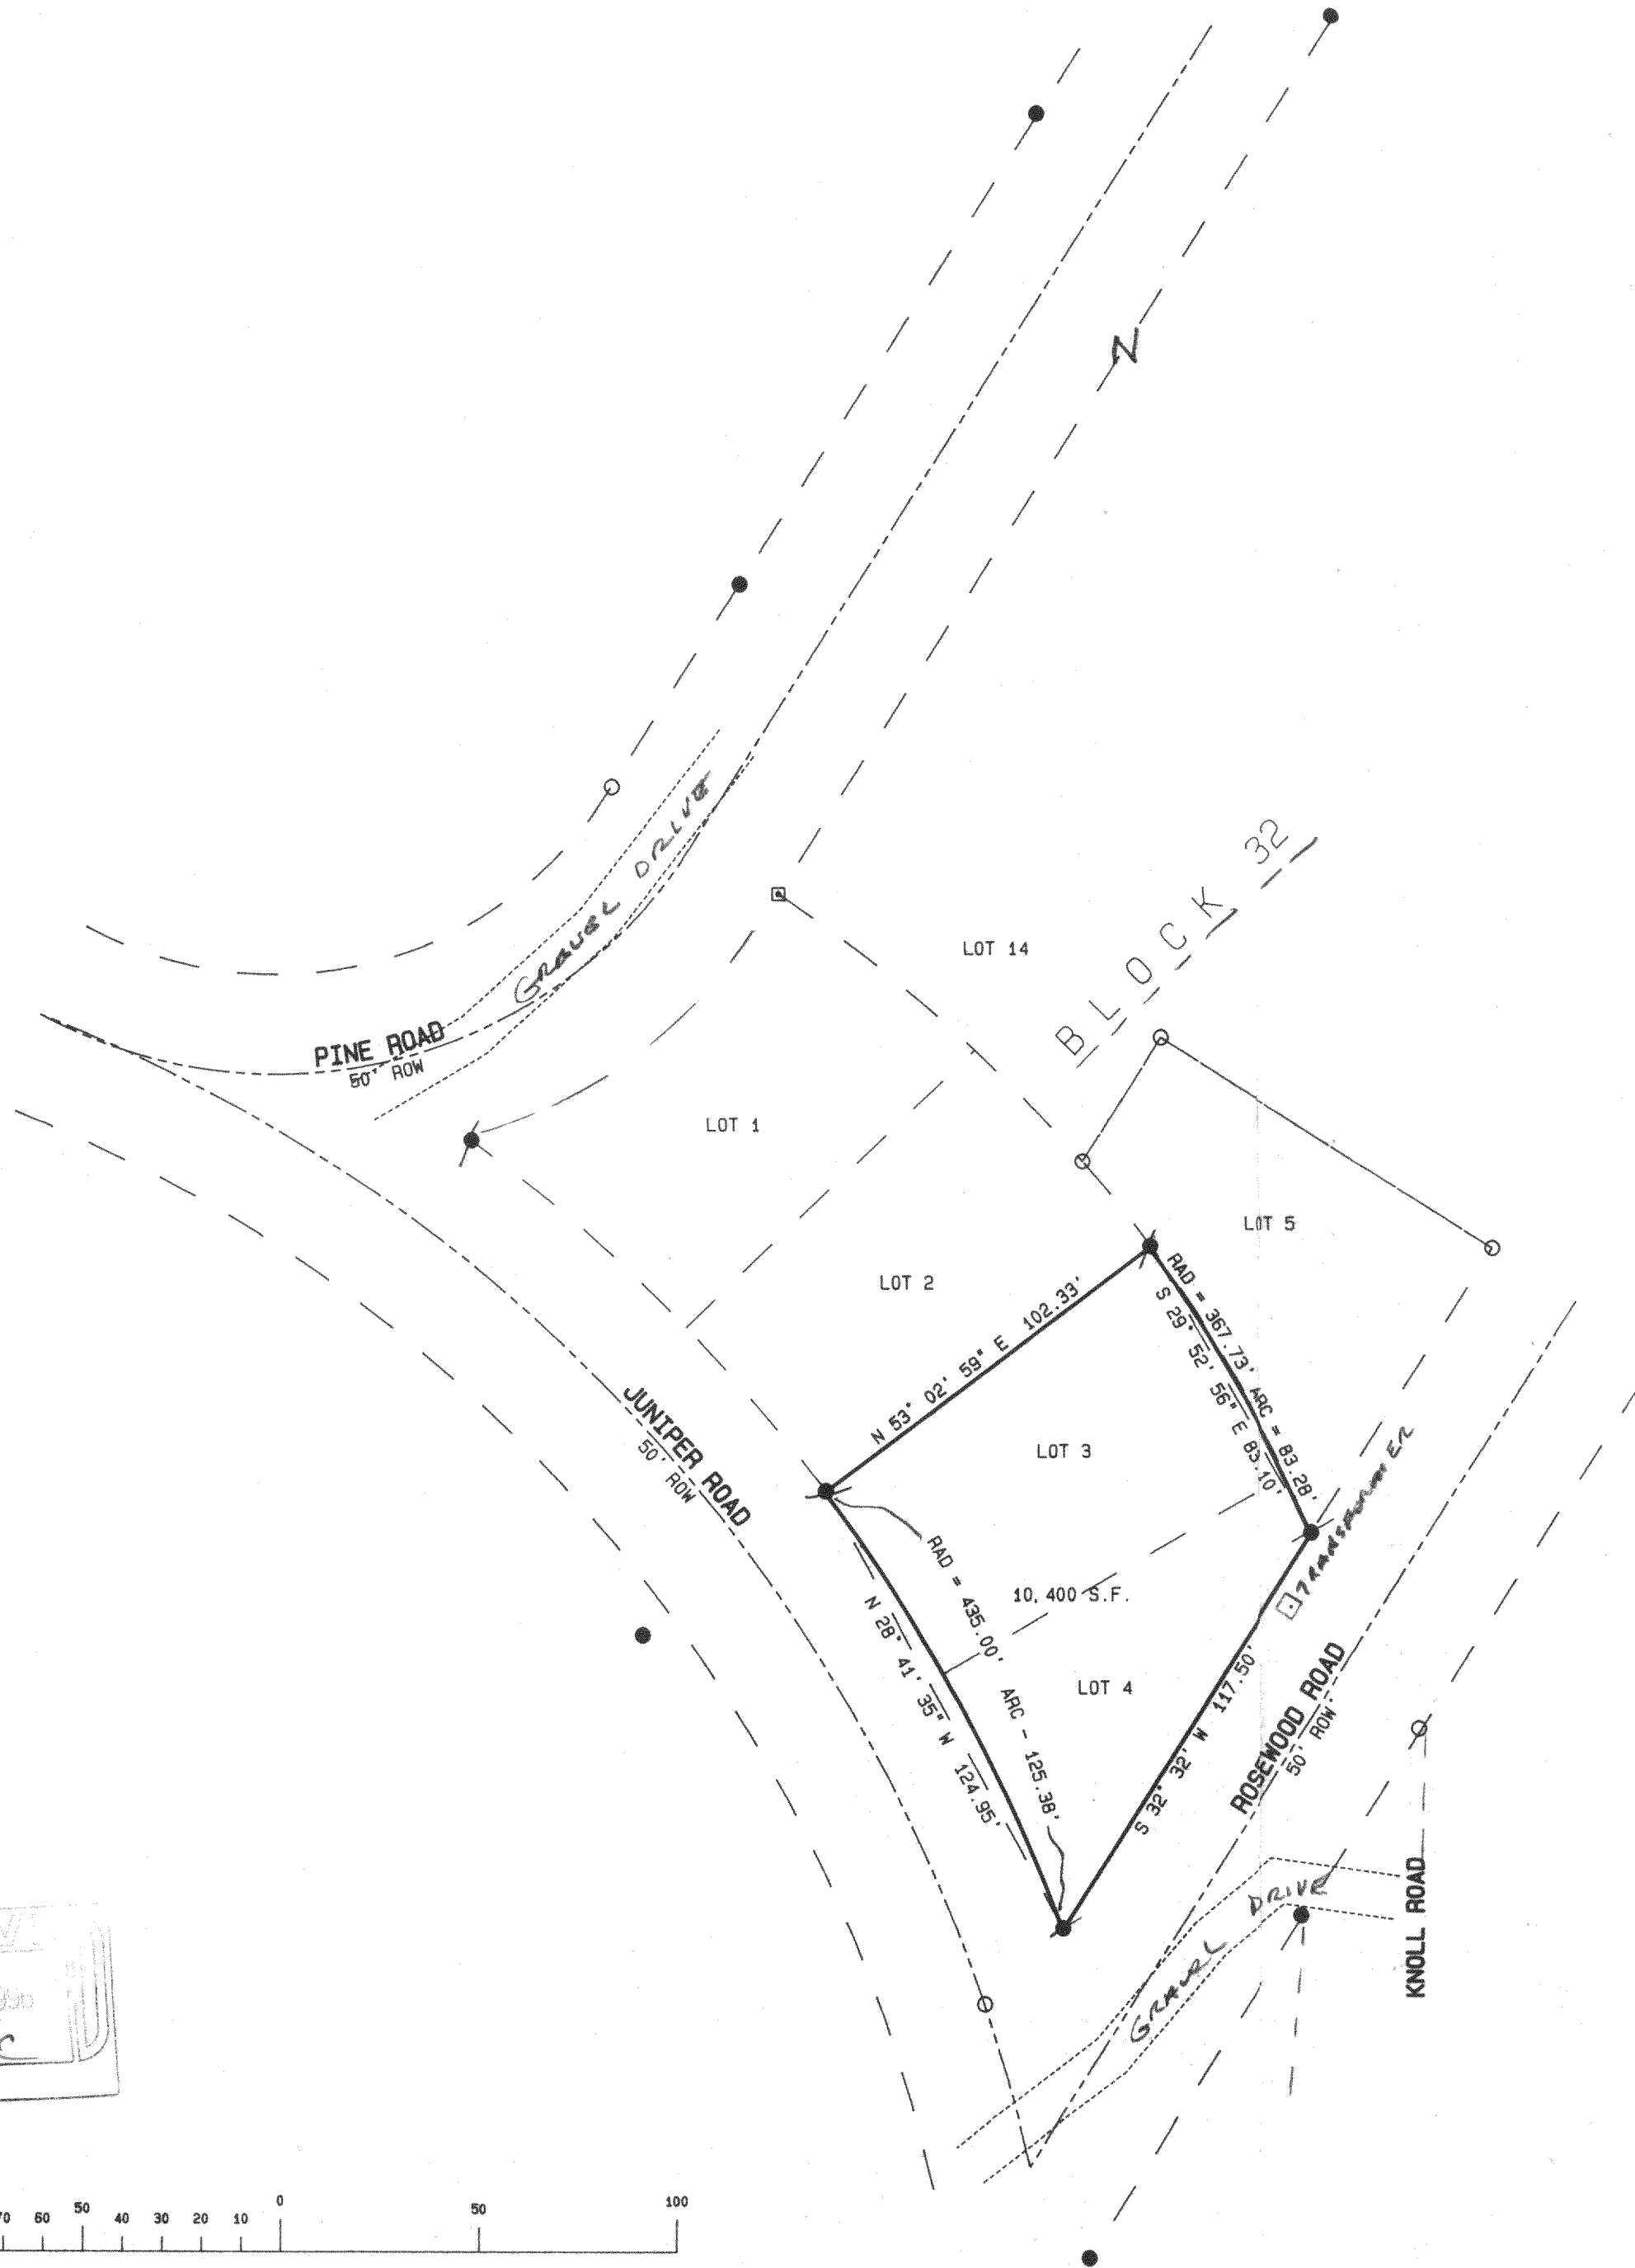 N
GRAVEL DRIVE
PINE ROAD
50' ROW
LOT 14
BLOCK 32
LOT 1
LOT 5
LOT 2
RAD = 367.73' ARC = 83.28'
S 29° 52' 56" E 83.10'
N 53° 02' 59" E 102.33'
JUNIPER ROAD
50' ROW
LOT 3
TRANSFORMER
RAD = 435.00' ARC - 125.38'
10,400 S.F.
N 28° 41' 35" W 124.95'
LOT 4
S 32° 32' W 117.50'
ROSEWOOD ROAD
50' ROW
KNOLL ROAD
GRAVEL DRIVE
60 50 40 30 20 10 0 50 100